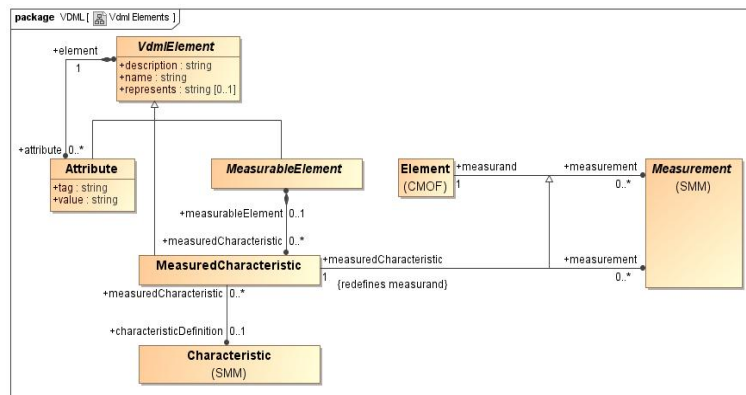 package VDML [ Vdml Elements ]
VdmlElement
+description : string
+name : string
+represents : string [0..1]
+element
1
+attribute 0..*
Attribute
+tag : string
+value : string
MeasurableElement
+measurableElement 0..1
+measuredCharacteristic 0..*
Element
(CMOF)
+measurand
1
+measurement
0..*
Measurement
(SMM)
MeasuredCharacteristic
+measuredCharacteristic
1
{redefines measurand}
+measurement
0..*
+measuredCharacteristic 0..*
+characteristicDefinition 0..1
Characteristic
(SMM)